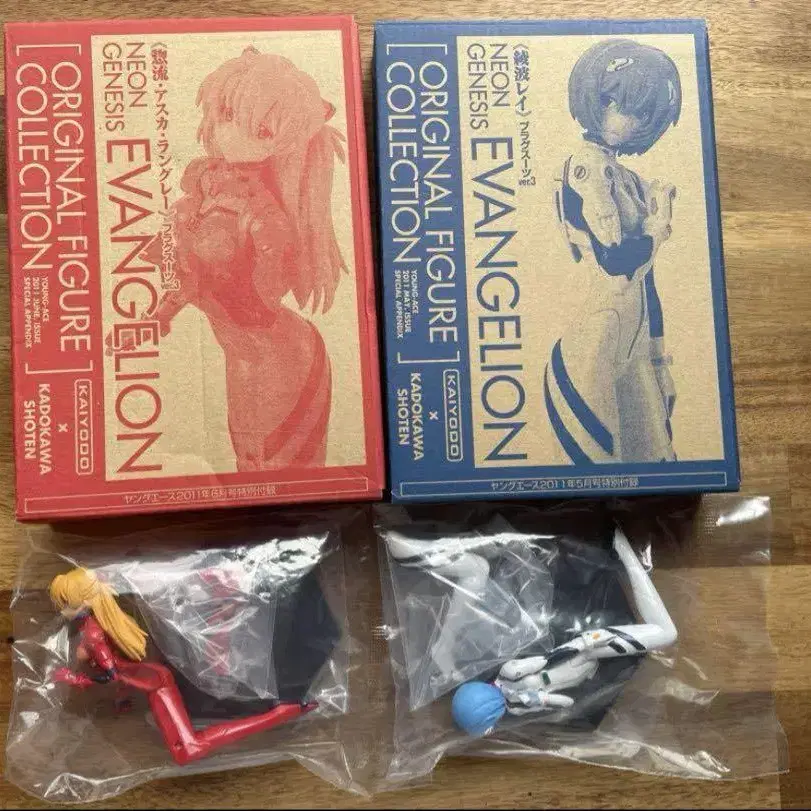 《惣流・アスカ・ラングレー》プラグスーツver.3
NEON
GENESIS
EVANGELION
[ORIGINAL FIGURE
COLLECTION]
YOUNG-ACE
2011 JUNE. ISSUE
SPECIAL APPENDIX
KAIYODO
×
KADOKAWA
SHOTEN
ヤングエース2011年6月号特別付録
《綾波レイ》プラグスーツver.3
NEON
GENESIS
EVANGELION
[ORIGINAL FIGURE
COLLECTION]
YOUNG-ACE
2011 MAY. ISSUE
SPECIAL APPENDIX
KAIYODO
×
KADOKAWA
SHOTEN
ヤングエース2011年5月号特別付録